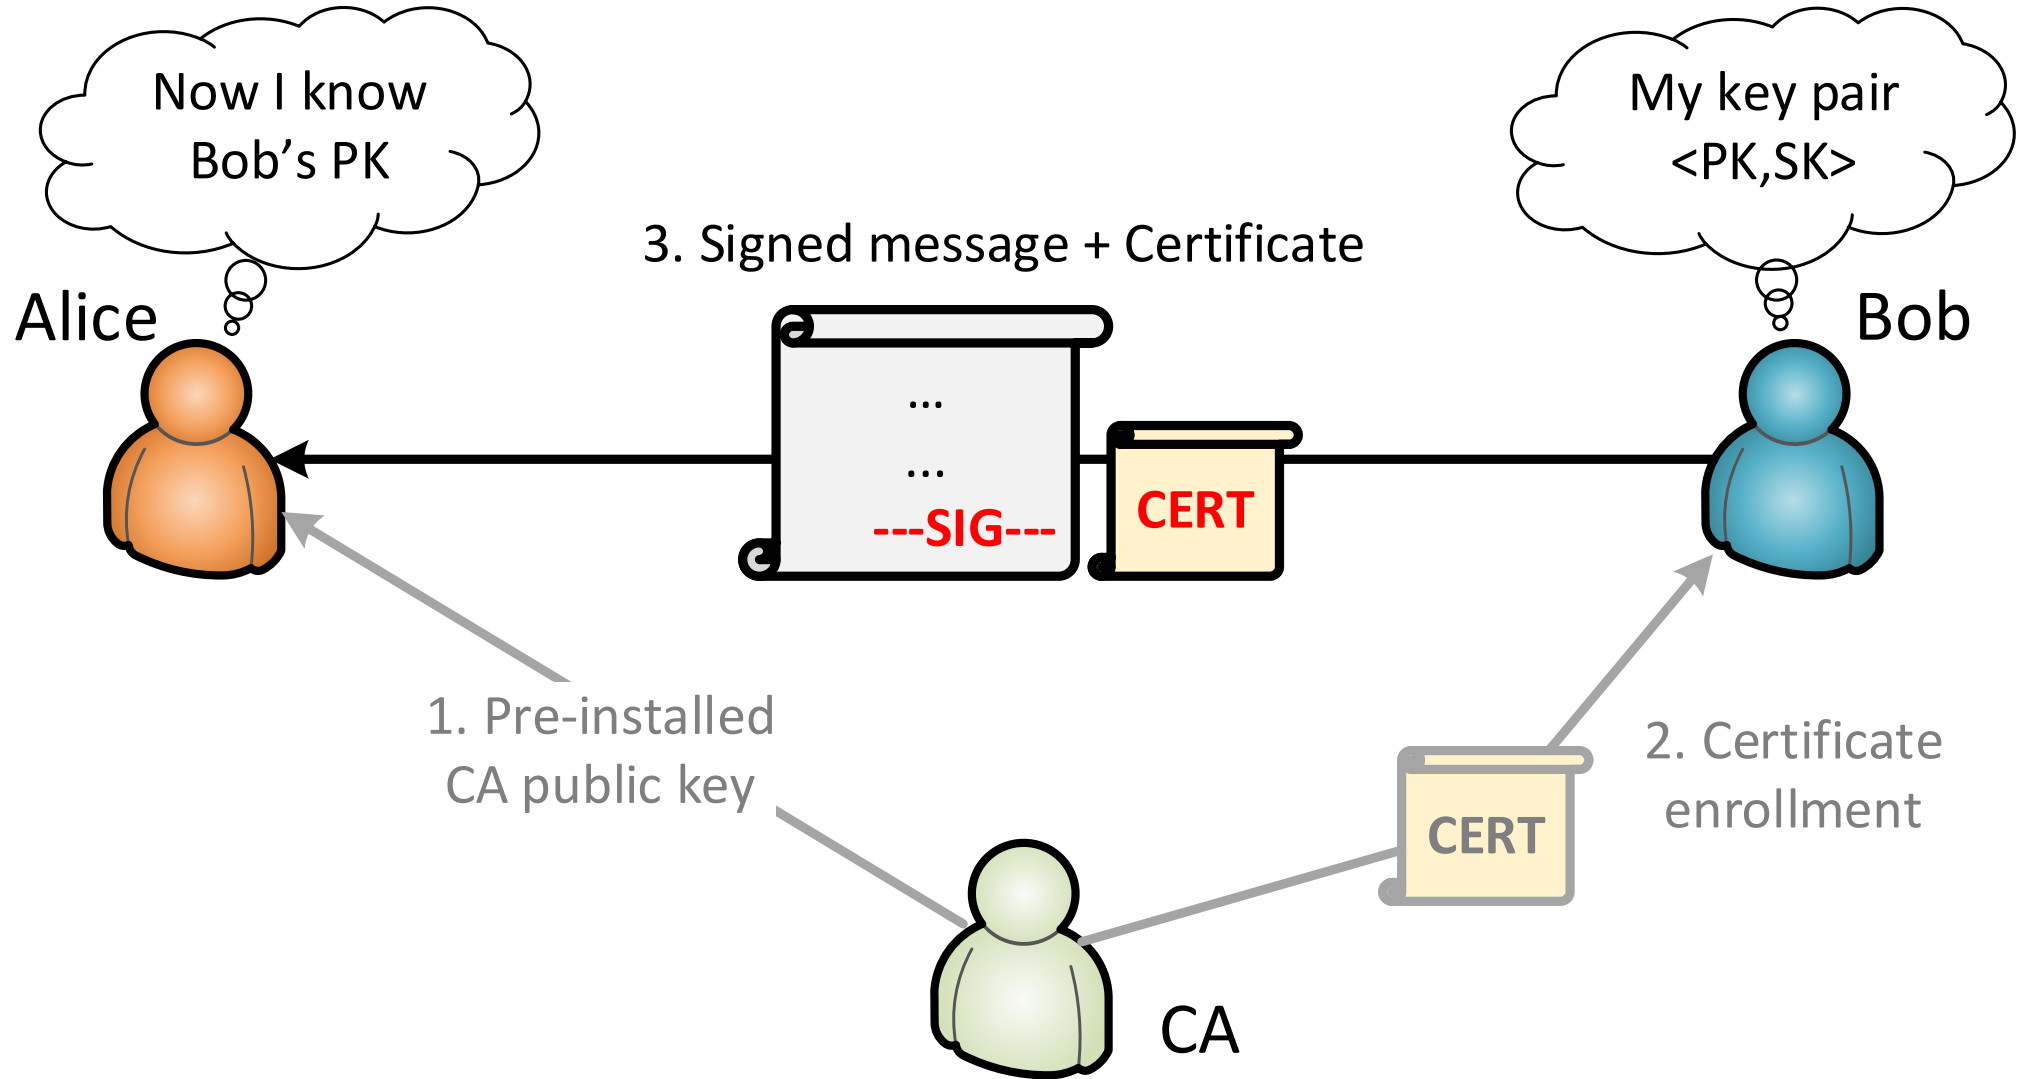 Now I know
Bob’s PK
My key pair
<PK,SK>
3. Signed message + Certificate
Alice
Bob
...
...
---SIG---
CERT
1. Pre-installed
CA public key
2. Certificate
enrollment
CERT
CA